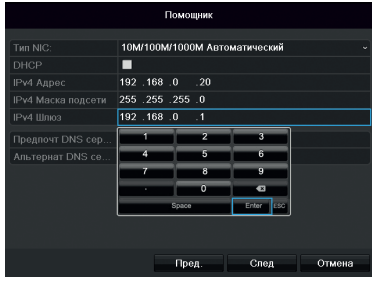 Помощник
Тип NIC: 10M/100M/1000M Автоматический
DHCP
IPv4 Адрес 192 .168 .0 .20
IPv4 Маска подсети 255 .255 .255 .0
IPv4 Шлюз 192 .168 .0 .1
Предпочт DNS сер...
Альтернат DNS се...
1 2 3
4 5 6
7 8 9
. 0
Space Enter ESC
Пред. След Отмена